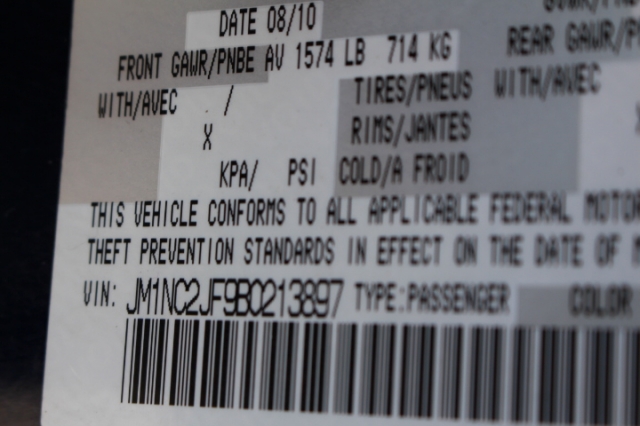 DATE 08/10
FRONT GAWR/PNBE AV 1574 LB 714 KG
REAR GAWR/P
WITH/AVEC /
TIRES/PNEUS WITH/AVEC
X
RIMS/JANTES
KPA/ PSI COLD/A FROID
THIS VEHICLE CONFORMS TO ALL APPLICABLE FEDERAL MOTOR
THEFT PREVENTION STANDARDS IN EFFECT ON THE DATE OF
VIN: JM1NC2JF9B0213897 TYPE:PASSENGER COLOR